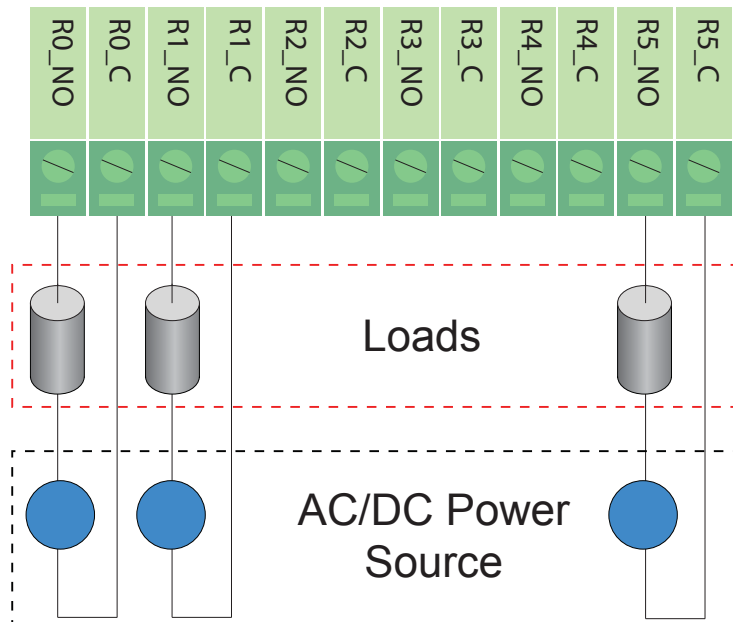 R0_NO
R0_C
R1_NO
R1_C
R2_NO
R2_C
R3_NO
R3_C
R4_NO
R4_C
R5_NO
R5_C
Loads
AC/DC Power
Source